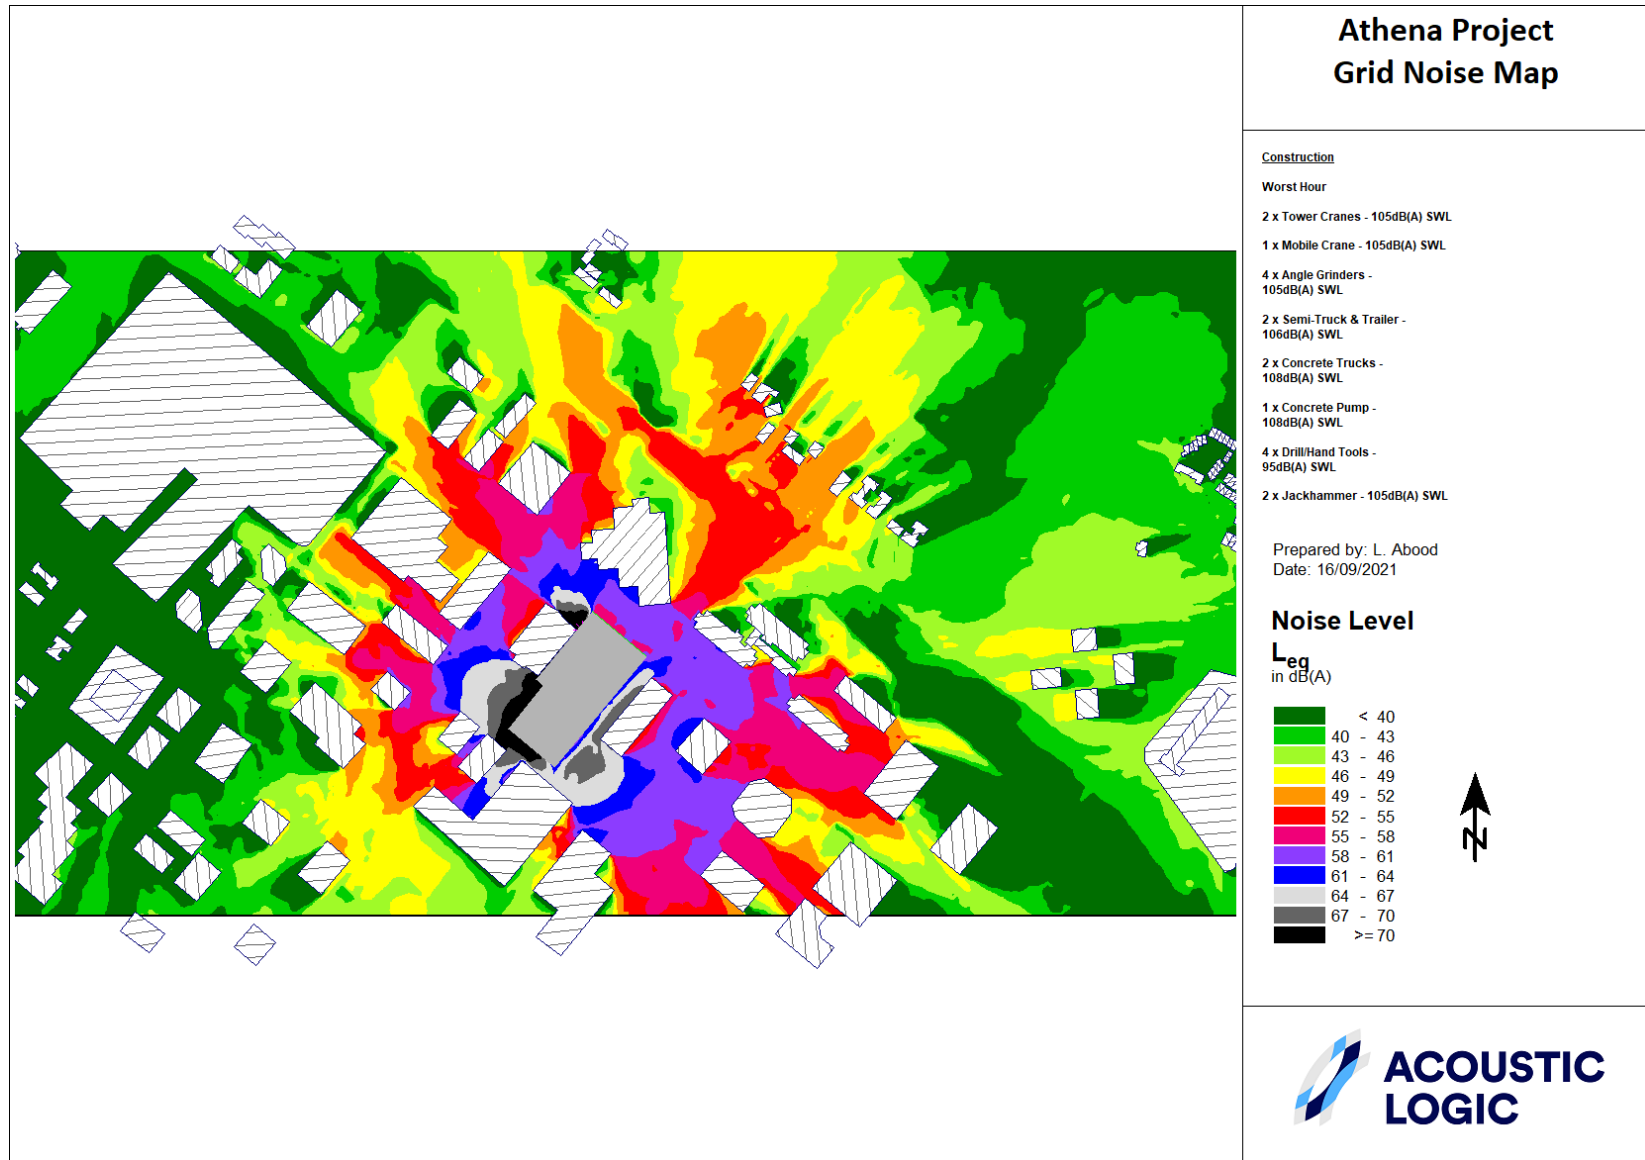 Athena Project
Grid Noise Map
Construction
Worst Hour
2 x Tower Cranes - 105dB(A) SWL
1 x Mobile Crane - 105dB(A) SWL
4 x Angle Grinders -
105dB(A) SWL
2 x Semi-Truck & Trailer -
106dB(A) SWL
2 x Concrete Trucks -
108dB(A) SWL
1 x Concrete Pump -
108dB(A) SWL
4 x Drill/Hand Tools -
95dB(A) SWL
2 x Jackhammer - 105dB(A) SWL
Prepared by: L. Abood
Date: 16/09/2021
Noise Level
Leq
in dB(A)
< 40
40 - 43
43 - 46
46 - 49
49 - 52
52 - 55
55 - 58
58 - 61
61 - 64
64 - 67
67 - 70
>= 70
N
ACOUSTIC
LOGIC